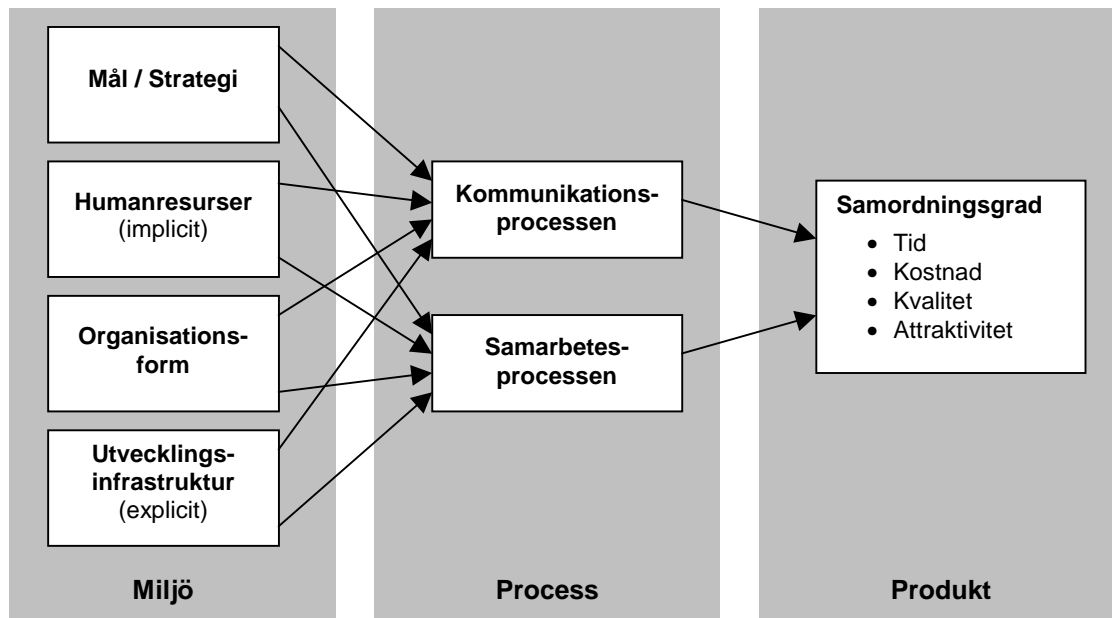 Mål / Strategi
Humanresurser
(implicit)
Organisations-
form
Utvecklings-
infrastruktur
(explicit)
Miljö
Kommunikations-
processen
Samarbetes-
processen
Process
Samordningsgrad
• Tid
• Kostnad
• Kvalitet
• Attraktivitet
Produkt